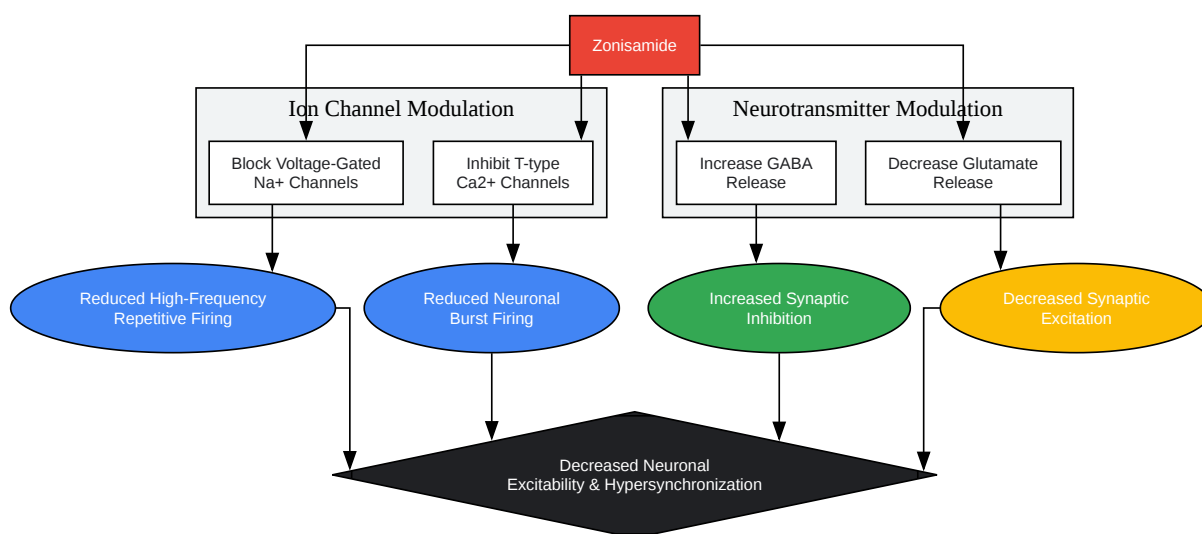 Zonisamide
Ion Channel Modulation
Neurotransmitter Modulation
Block Voltage-Gated
Na+ Channels
Inhibit T-type
Ca2+ Channels
Increase GABA
Release
Decrease Glutamate
Release
Reduced High-Frequency
Repetitive Firing
Reduced Neuronal
Burst Firing
Increased Synaptic
Inhibition
Decreased Synaptic
Excitation
Decreased Neuronal
Excitability & Hypersynchronization